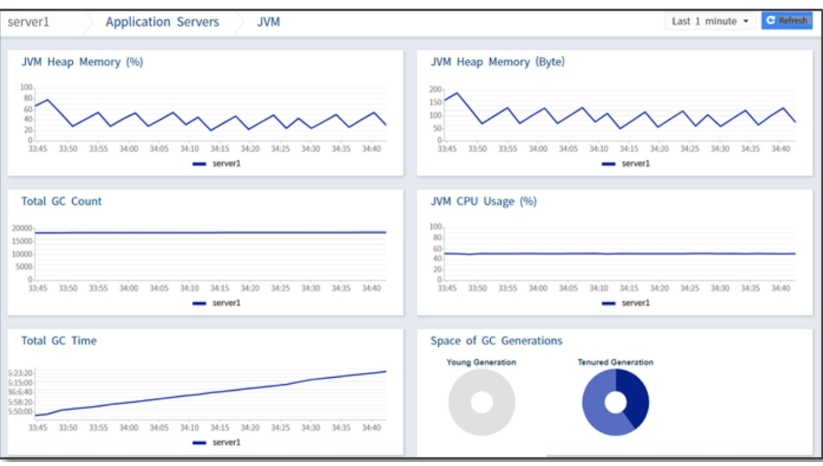 server1 Application Servers JVM Last 1 minute Refresh
JVM Heap Memory (%)
100
80
60
40
20
0
33:45 33:50 33:55 34:00 34:05 34:10 34:15 34:20 34:25 34:30 34:35 34:40
server1
JVM Heap Memory (Byte)
200
150
100
50
0
33:45 33:50 33:55 34:00 34:05 34:10 34:15 34:20 34:25 34:30 34:35 34:40
server1
Total GC Count
20000
15000
10000
5000
0
33:45 33:50 33:55 34:00 34:05 34:10 34:15 34:20 34:25 34:30 34:35 34:40
server1
JVM CPU Usage (%)
100
80
60
40
20
0
33:45 33:50 33:55 34:00 34:05 34:10 34:15 34:20 34:25 34:30 34:35 34:40
server1
Total GC Time
:23:20
:15:00
:6:40
:58:20
:50:00
33:45 33:50 33:55 34:00 34:05 34:10 34:15 34:20 34:25 34:30 34:35 34:40
server1
Space of GC Generations
Young Generation Tenured Generation